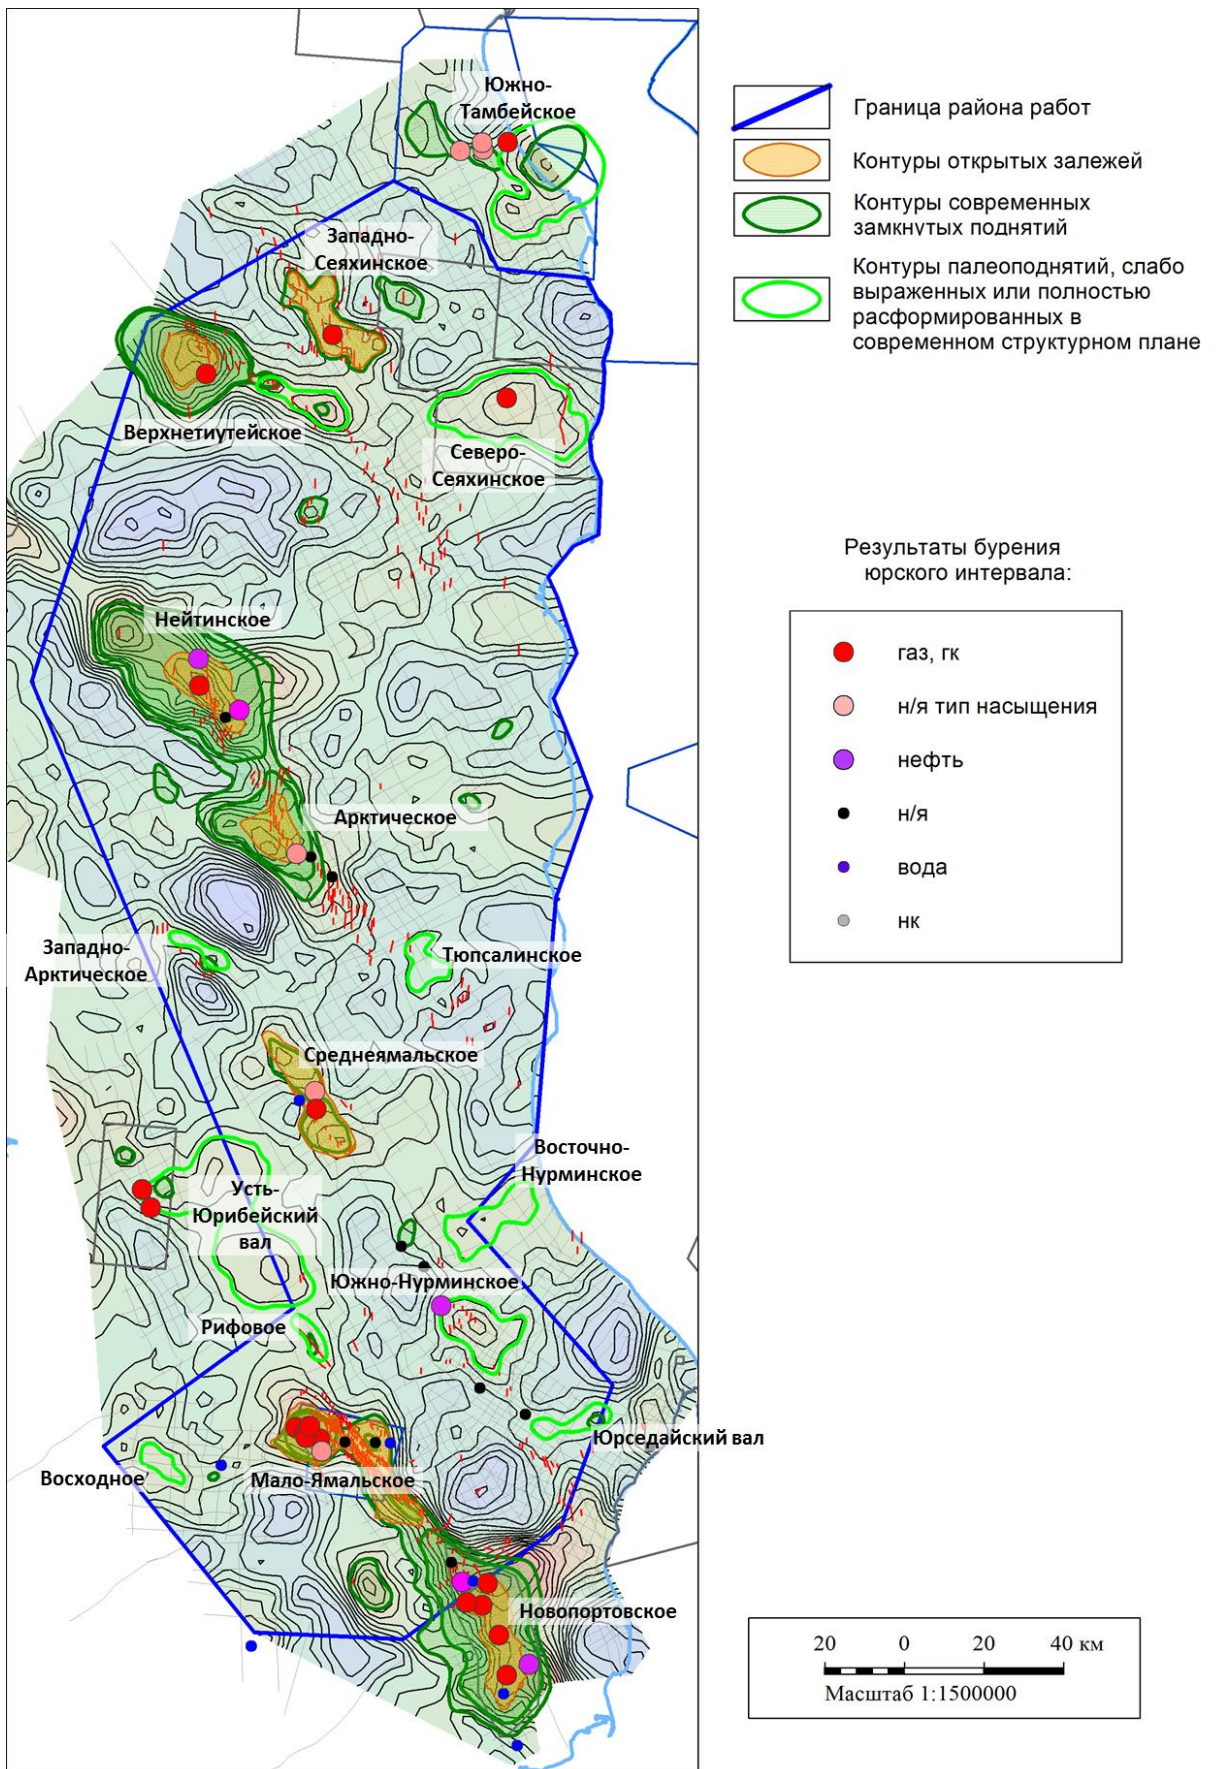 Южно-
Тамбейское
Западно-
Сеяхинское
Верхнетиутейское
Северо-
Сеяхинское
Нейтинское
Арктическое
Западно-
Арктическое
Тюпсалинское
Среднеямальское
Восточно-
Нурминское
Усть-
Юрибейский
вал
Южно-Нурминское
Рифовое
Юрседайский вал
Восходное
Мало-Ямальское
Новопортовское
Граница района работ
Контуры открытых залежей
Контуры современных
замкнутых поднятий
Контуры палеоподнятий, слабо
выраженных или полностью
расформированных в
современном структурном плане
Результаты бурения
юрского интервала:
газ, гк
н/я тип насыщения
нефть
н/я
вода
нк
20 0 20 40 км
Масштаб 1:1500000